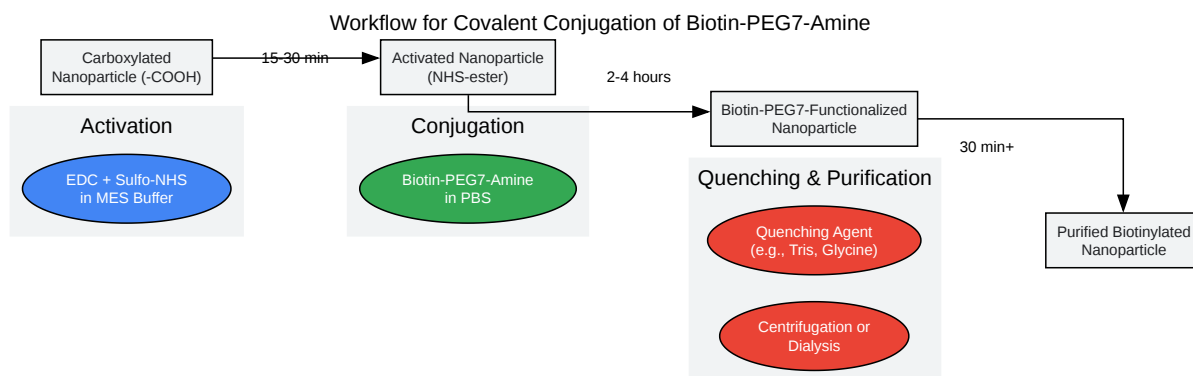 Workflow for Covalent Conjugation of Biotin-PEG7-Amine
Carboxylated
Nanoparticle (-COOH)
15-30 min
Activated Nanoparticle
(NHS-ester)
2-4 hours
Biotin-PEG7-Functionalized
Nanoparticle
30 min+
Purified Biotinylated
Nanoparticle
Activation
EDC + Sulfo-NHS
in MES Buffer
Conjugation
Biotin-PEG7-Amine
in PBS
Quenching & Purification
Quenching Agent
(e.g., Tris, Glycine)
Centrifugation or
Dialysis